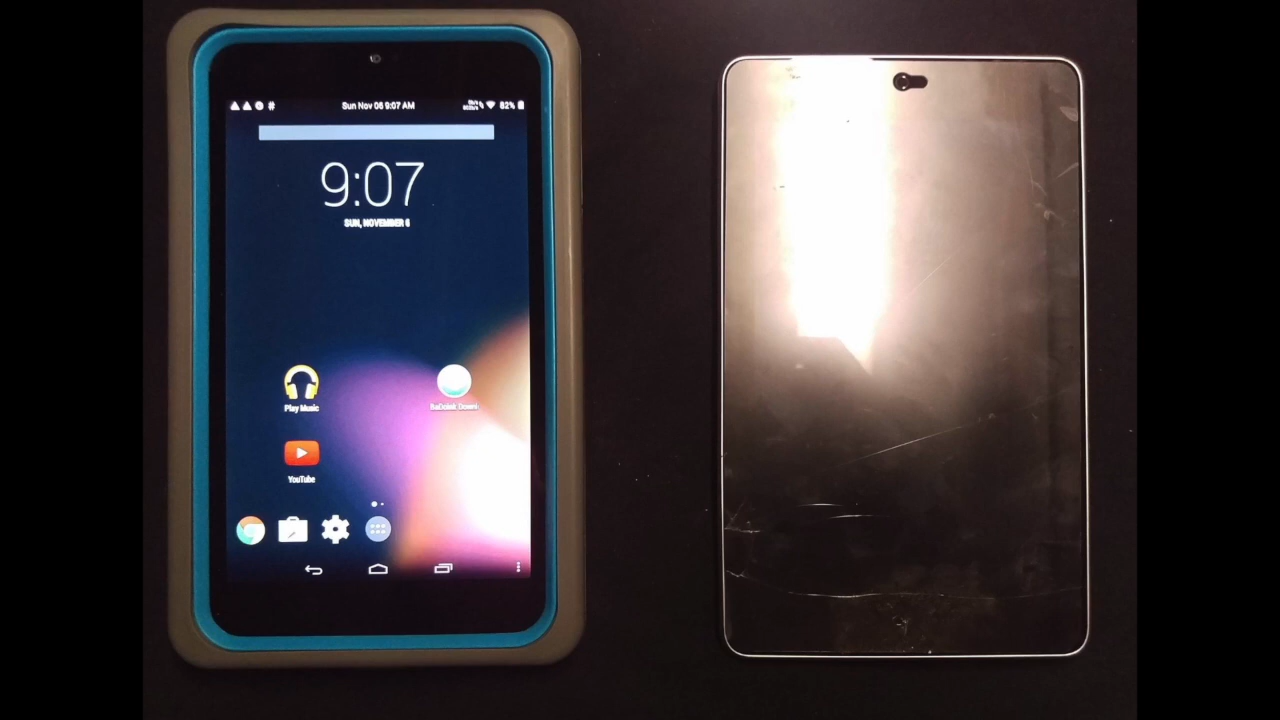 Sun Nov 06 9:07 AM
82%
9:07
SUN, NOVEMBER 6
Play Music
YouTube